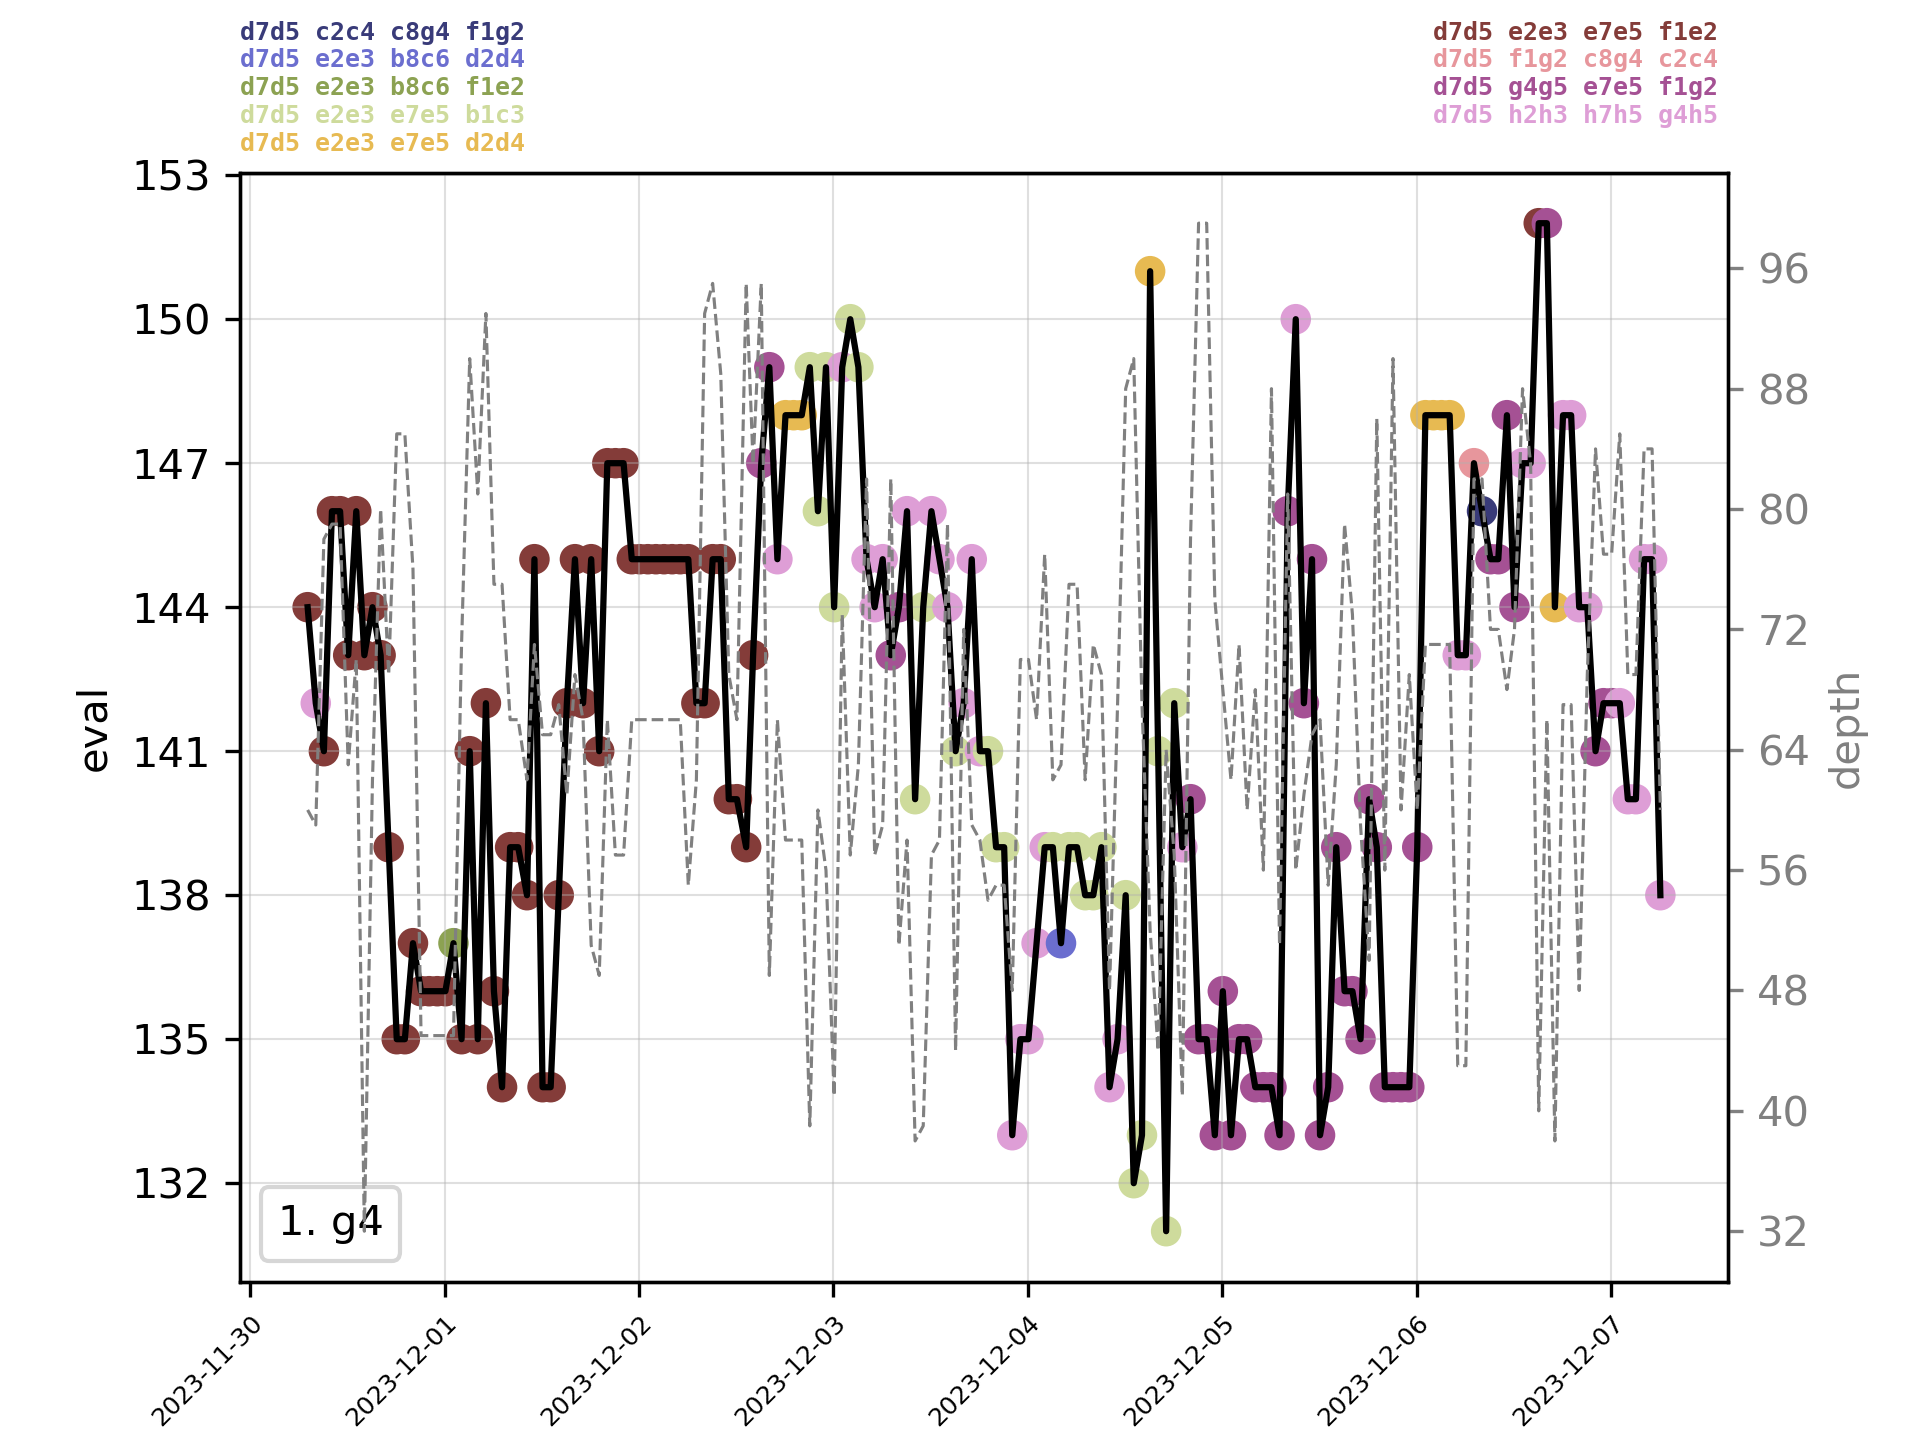 d7d5 c2c4 c8g4 f1g2
d7d5 e2e3 b8c6 d2d4
d7d5 e2e3 b8c6 f1e2
d7d5 e2e3 e7e5 b1c3
d7d5 e2e3 e7e5 d2d4
d7d5 e2e3 e7e5 f1e2
d7d5 f1g2 c8g4 c2c4
d7d5 g4g5 e7e5 f1g2
d7d5 h2h3 h7h5 g4h5
153
150
147
144
141
138
135
132
eval
96
88
80
72
64
56
48
40
32
depth
1. g4
2023-11-30
2023-12-01
2023-12-02
2023-12-03
2023-12-04
2023-12-05
2023-12-06
2023-12-07